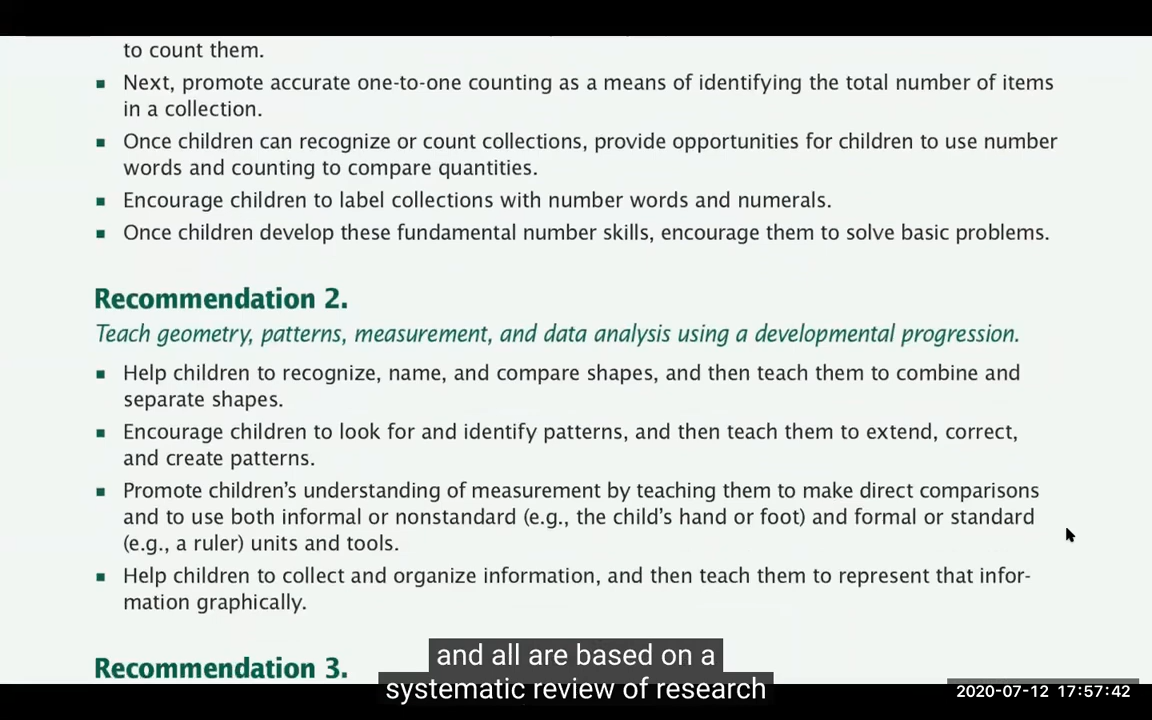 to count them.
▪ Next, promote accurate one-to-one counting as a means of identifying the total number of items
in a collection.
▪ Once children can recognize or count collections, provide opportunities for children to use number
words and counting to compare quantities.
▪ Encourage children to label collections with number words and numerals.
▪ Once children develop these fundamental number skills, encourage them to solve basic problems.
Recommendation 2.
Teach geometry, patterns, measurement, and data analysis using a developmental progression.
▪ Help children to recognize, name, and compare shapes, and then teach them to combine and
separate shapes.
▪ Encourage children to look for and identify patterns, and then teach them to extend, correct,
and create patterns.
▪ Promote children’s understanding of measurement by teaching them to make direct comparisons
and to use both informal or nonstandard (e.g., the child’s hand or foot) and formal or standard
(e.g., a ruler) units and tools.
▪ Help children to collect and organize information, and then teach them to represent that infor-
mation graphically.
Recommendation 3.
and all are based on a
systematic review of research
2020-07-12 17:57:42